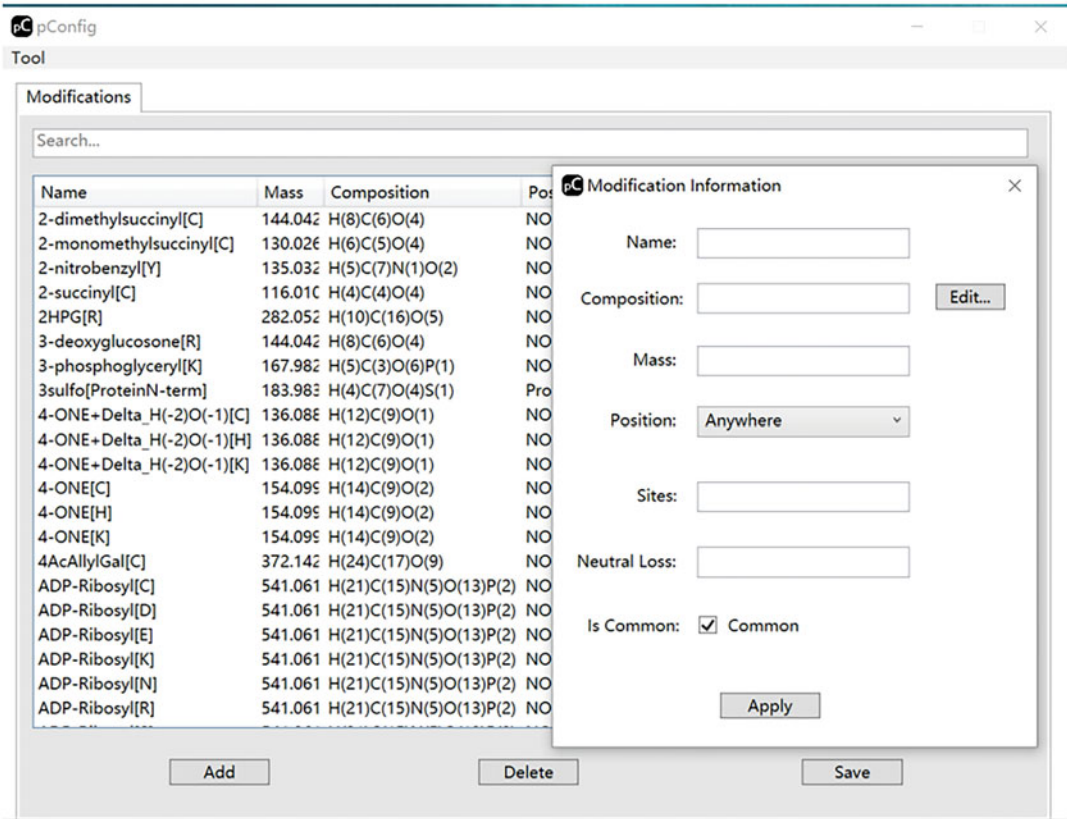 pC pConfig
Tool
Modifications
Search...
Name Mass Composition Pos
2-dimethylsuccinyl[C] 144.042 H(8)C(6)O(4) NO
2-monomethylsuccinyl[C] 130.026 H(6)C(5)O(4) NO
2-nitrobenzyl[Y] 135.032 H(5)C(7)N(1)O(2) NO
2-succinyl[C] 116.010 H(4)C(4)O(4) NO
2HPG[R] 282.052 H(10)C(16)O(5) NO
3-deoxyglucosone[R] 144.042 H(8)C(6)O(4) NO
3-phosphoglyceryl[K] 167.982 H(5)C(3)O(6)P(1) NO
3sulfo[ProteinN-term] 183.983 H(4)C(7)O(4)S(1) Pro
4-ONE+Delta_H(-2)O(-1)[C] 136.088 H(12)C(9)O(1) NO
4-ONE+Delta_H(-2)O(-1)[H] 136.088 H(12)C(9)O(1) NO
4-ONE+Delta_H(-2)O(-1)[K] 136.088 H(12)C(9)O(1) NO
4-ONE[C] 154.099 H(14)C(9)O(2) NO
4-ONE[H] 154.099 H(14)C(9)O(2) NO
4-ONE[K] 154.099 H(14)C(9)O(2) NO
4AcAllylGal[C] 372.142 H(24)C(17)O(9) NO
ADP-Ribosyl[C] 541.061 H(21)C(15)N(5)O(13)P(2) NO
ADP-Ribosyl[D] 541.061 H(21)C(15)N(5)O(13)P(2) NO
ADP-Ribosyl[E] 541.061 H(21)C(15)N(5)O(13)P(2) NO
ADP-Ribosyl[K] 541.061 H(21)C(15)N(5)O(13)P(2) NO
ADP-Ribosyl[N] 541.061 H(21)C(15)N(5)O(13)P(2) NO
ADP-Ribosyl[R] 541.061 H(21)C(15)N(5)O(13)P(2) NO
Add Delete Save
pC Modification Information
Name:
Composition: Edit...
Mass:
Position: Anywhere
Sites:
Neutral Loss:
Is Common: Common
Apply